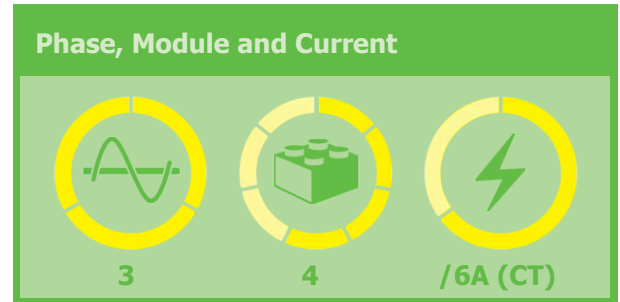 Phase, Module and Current
3
4
/6A (CT)